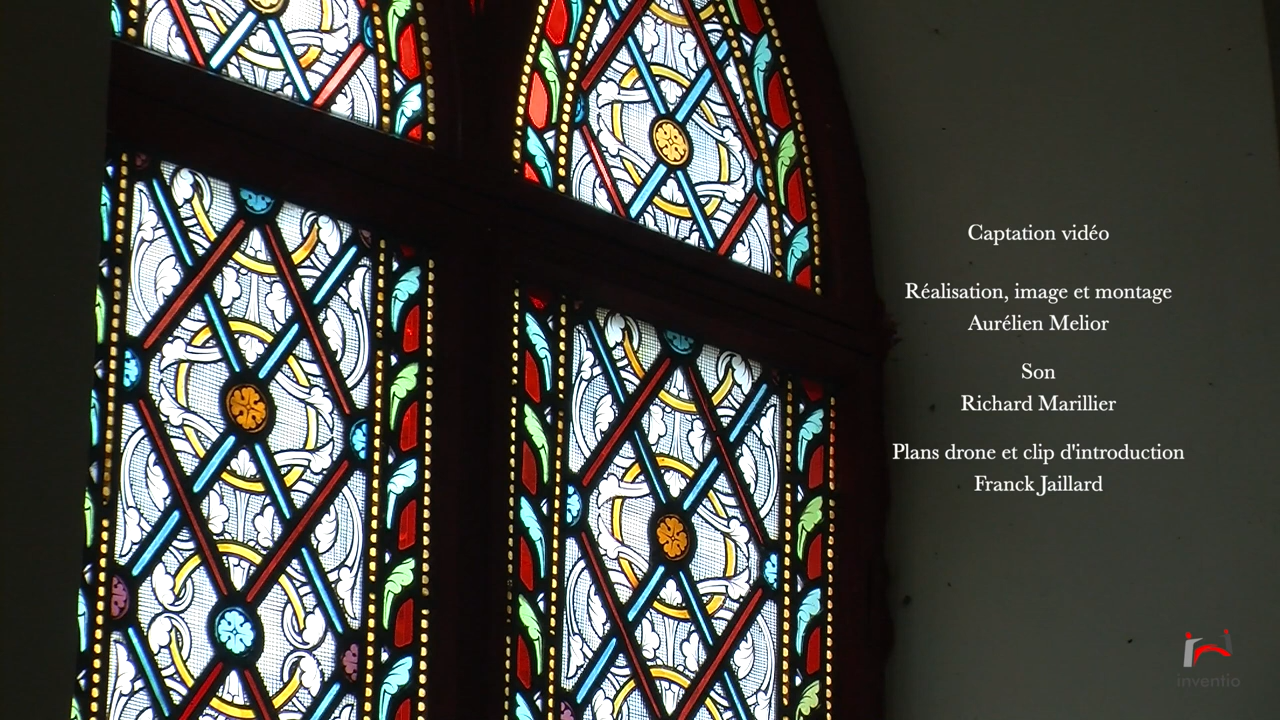 Captation vidéo
Réalisation, image et montage
Aurélien Melior
Son
Richard Marillier
Plans drone et clip d'introduction
Franck Jaillard
inventio